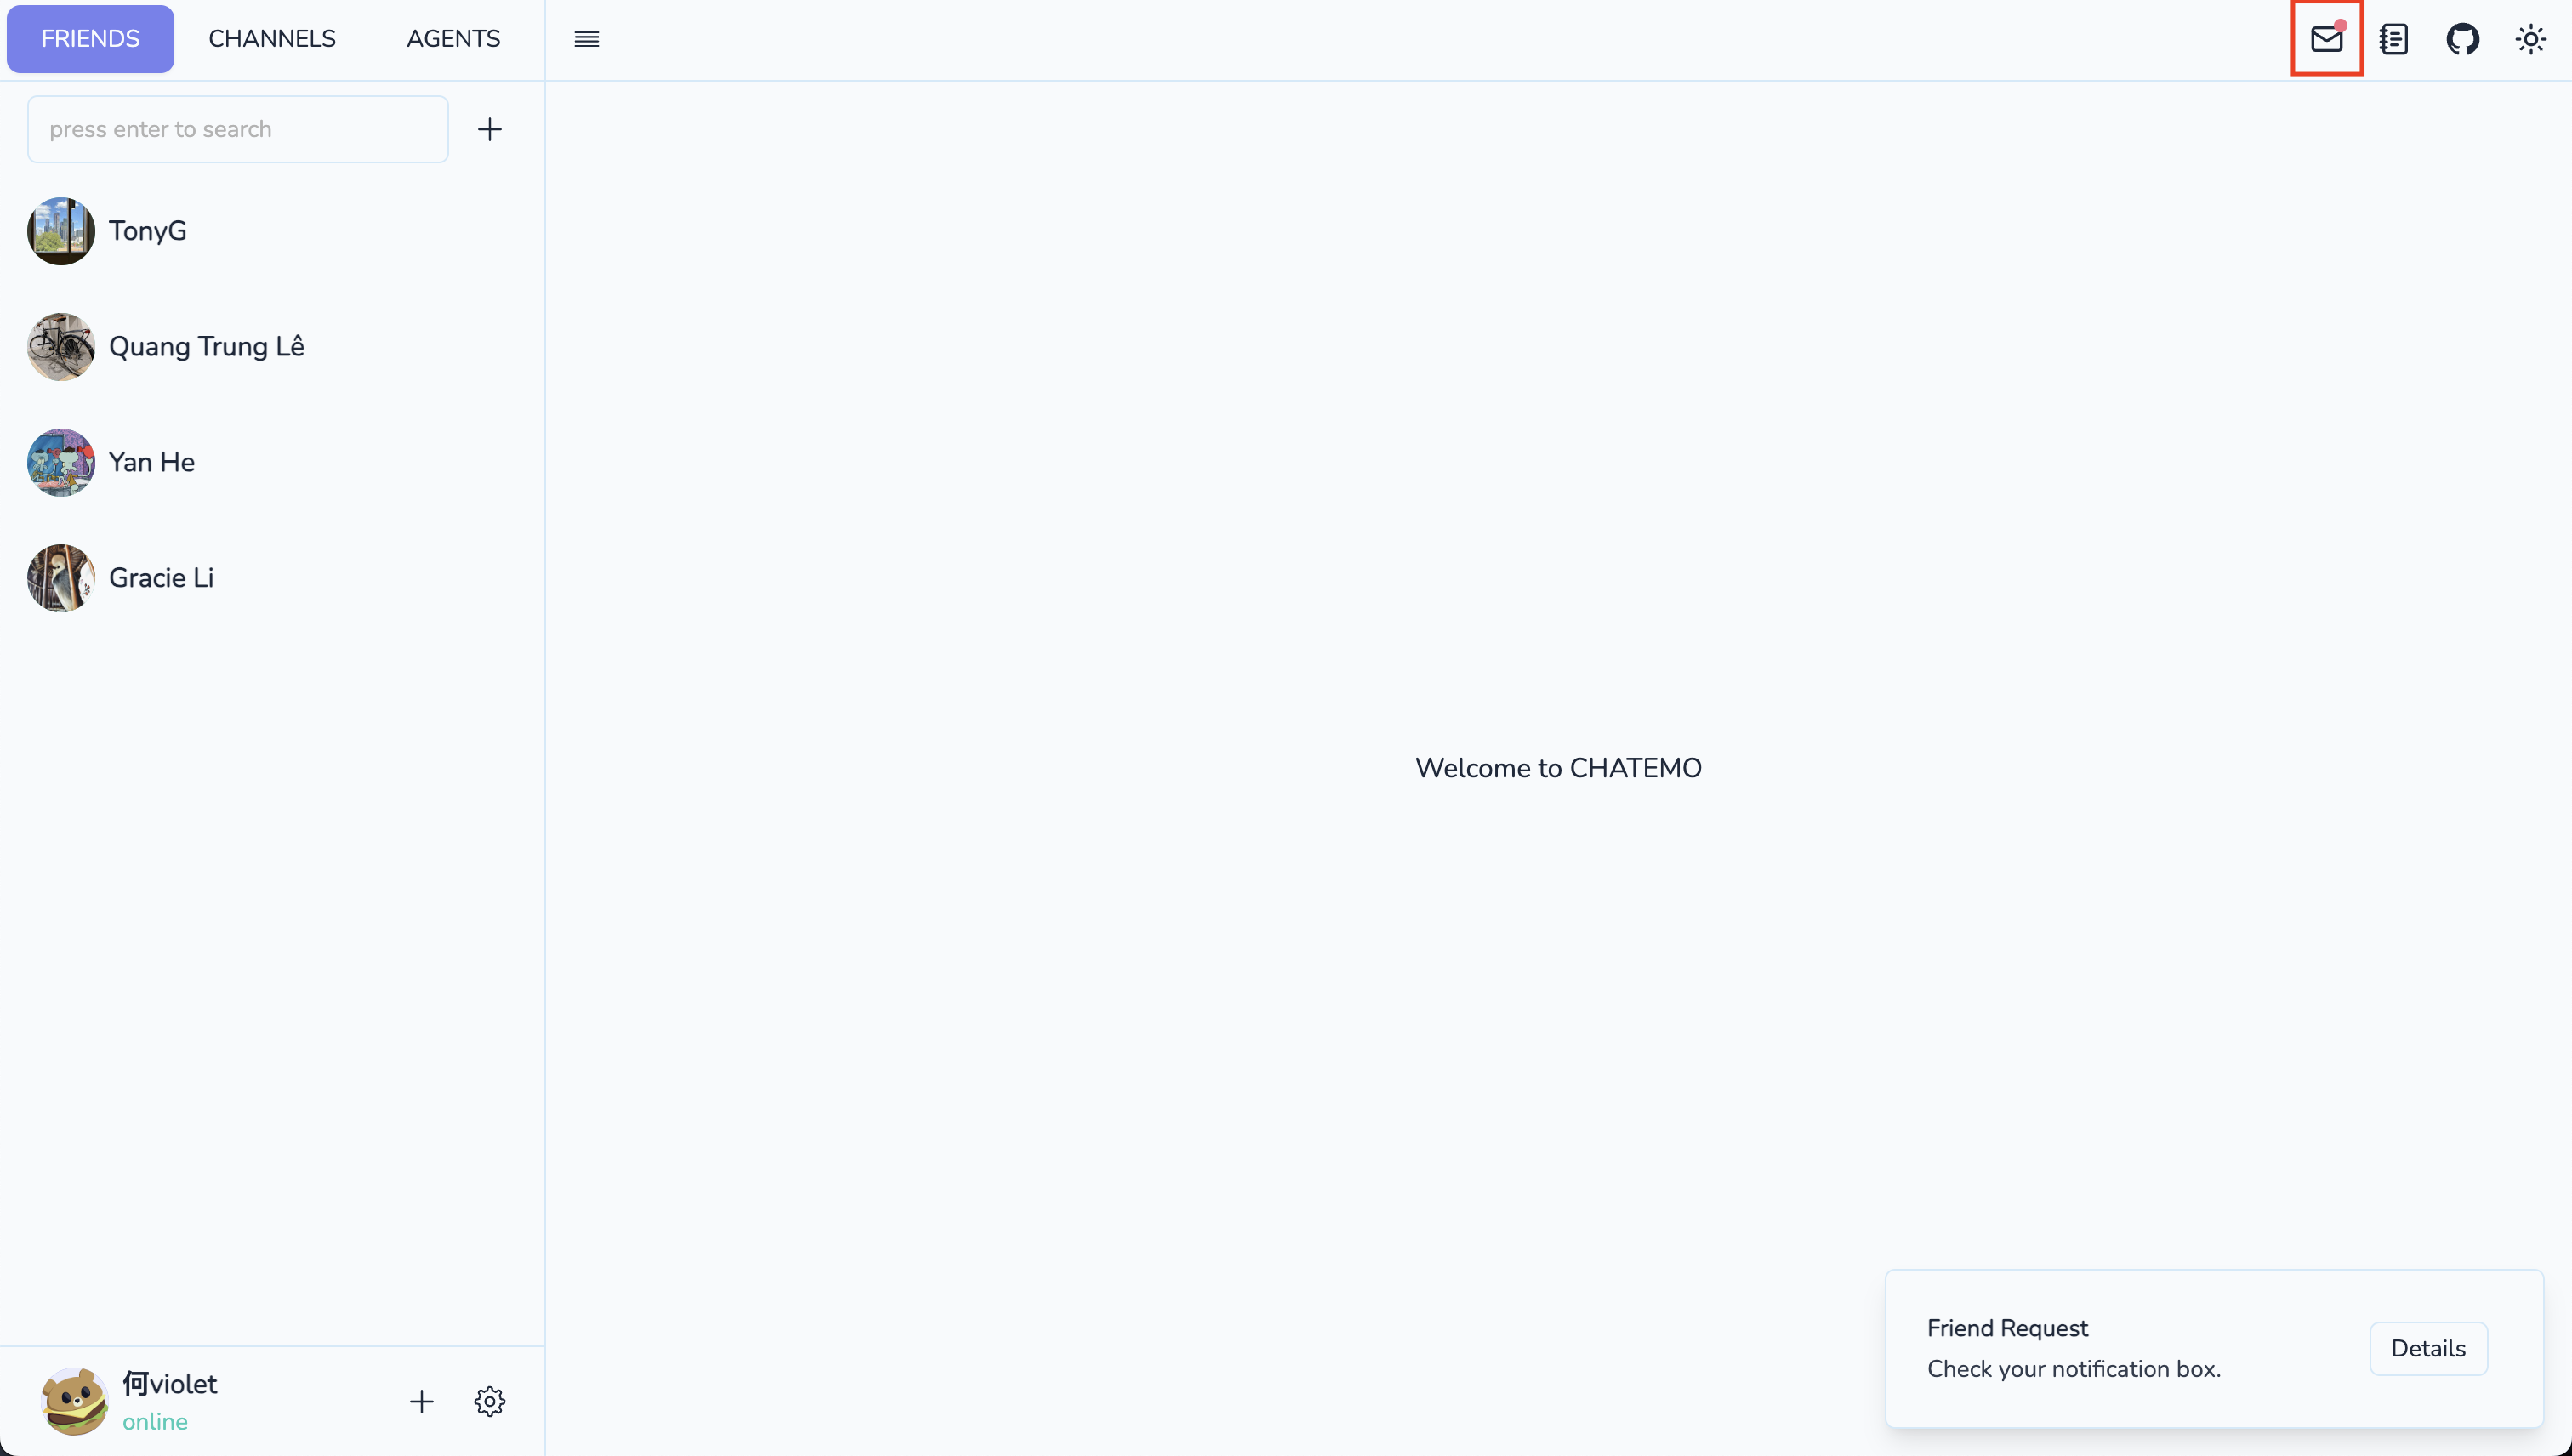 FRIENDS CHANNELS AGENTS
press enter to search
TonyG
Quang Trung Lê
Yan He
Gracie Li
Welcome to CHATEMO
Friend Request
Check your notification box.
Details
何violet
online